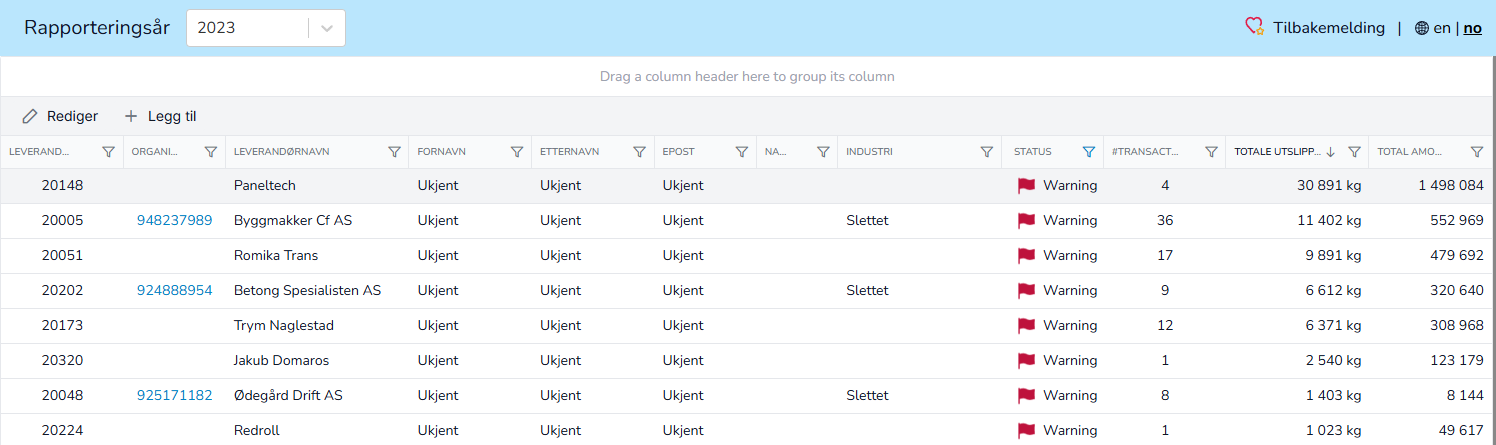 Rapporteringsår 2023 Tilbakemelding | en | no
Drag a column header here to group its column
Rediger Legg til
LEVERAND... ORGANI... LEVERANDØRNAVN FORNAVN ETTERNAVN EPOST NA... INDUSTRI STATUS #TRANSACT... TOTALE UTSLIPP... TOTAL AMO...
20148 Paneltech Ukjent Ukjent Ukjent Warning 4 30 891 kg 1 498 084
20005 948237989 Byggmakker Cf AS Ukjent Ukjent Ukjent Slettet Warning 36 11 402 kg 552 969
20051 Romika Trans Ukjent Ukjent Ukjent Warning 17 9 891 kg 479 692
20202 924888954 Betong Spesialisten AS Ukjent Ukjent Ukjent Slettet Warning 9 6 612 kg 320 640
20173 Trym Naglestad Ukjent Ukjent Ukjent Warning 12 6 371 kg 308 968
20320 Jakub Domaros Ukjent Ukjent Ukjent Warning 1 2 540 kg 123 179
20048 925171182 Ødegård Drift AS Ukjent Ukjent Ukjent Slettet Warning 8 1 403 kg 8 144
20224 Redroll Ukjent Ukjent Ukjent Warning 1 1 023 kg 49 617